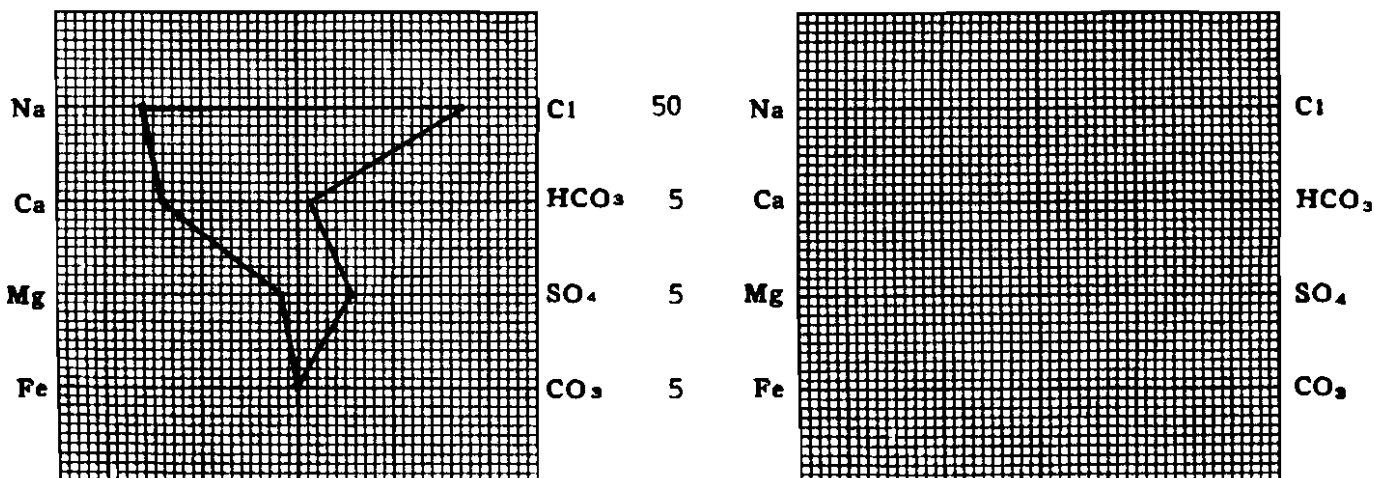 Na Cl 50 Na Cl
Ca HCO₃ 5 Ca HCO₃
Mg SO₄ 5 Mg SO₄
Fe CO₃ 5 Fe CO₃